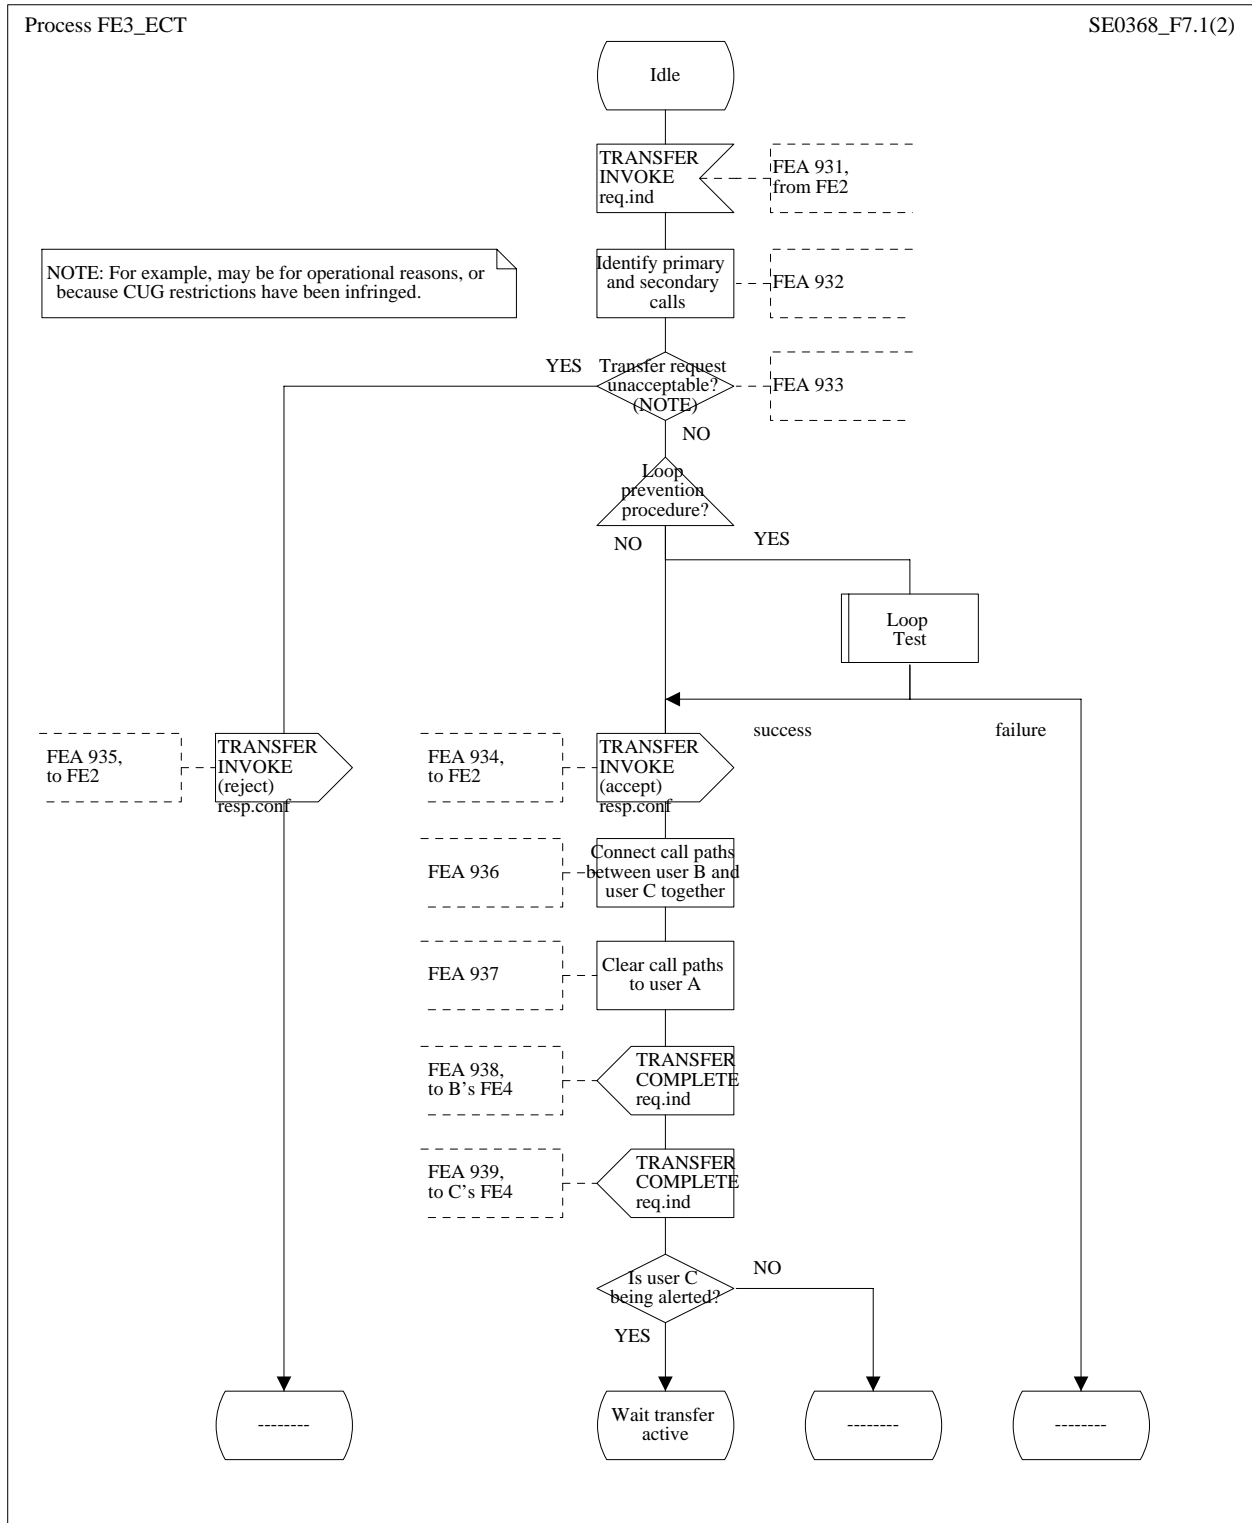 Process FE3_ECT
SE0368_F7.1(2)
Idle
TRANSFER
INVOKE
req.ind
FEA 931,
from FE2
NOTE: For example, may be for operational reasons, or
because CUG restrictions have been infringed.
Identify primary
and secondary
calls
FEA 932
YES
Transfer request
unacceptable?
(NOTE)
FEA 933
NO
Loop
prevention
procedure?
NO
YES
Loop
Test
success
failure
FEA 935,
to FE2
TRANSFER
INVOKE
(reject)
resp.conf
FEA 934,
to FE2
TRANSFER
INVOKE
(accept)
resp.conf
FEA 936
Connect call paths
between user B and
user C together
FEA 937
Clear call paths
to user A
FEA 938,
to B's FE4
TRANSFER
COMPLETE
req.ind
FEA 939,
to C's FE4
TRANSFER
COMPLETE
req.ind
Is user C
being alerted?
NO
YES
--------
Wait transfer
active
--------
--------